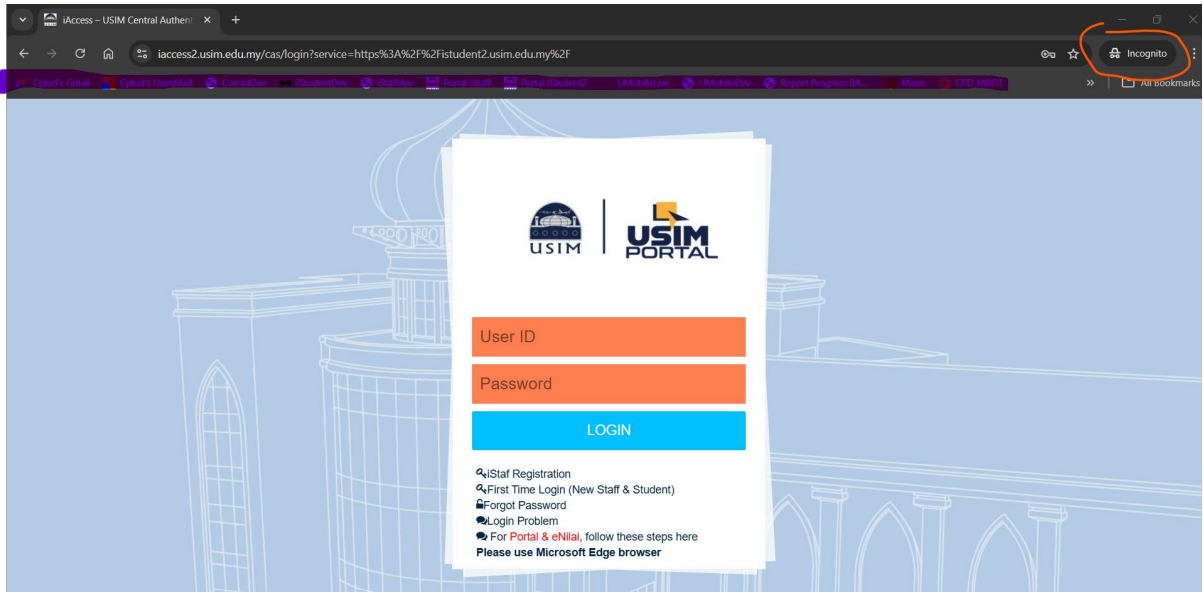 iAccess – USIM Central Authent
iaccess2.usim.edu.my/cas/login?service=https%3A%2F%2Fistudent2.usim.edu.my%2F
Incognito
Cplud's Gmail Cplud's UsimMail ConradDev iStudentDev iStaffdev Portal iStaff Portal iStudent2 UMobileLive UMobileDev Report Progress RA... Maxis CPD_MBOT » All Bookmarks
USIM
USIM
PORTAL
User ID
Password
LOGIN
iStaf Registration
First Time Login (New Staff & Student)
Forgot Password
Login Problem
For Portal & eNilai, follow these steps here
Please use Microsoft Edge browser